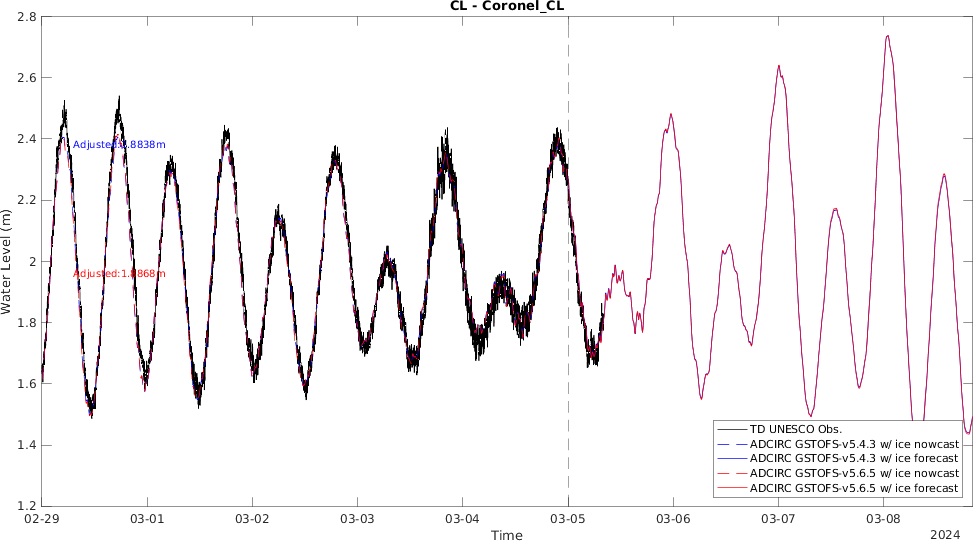 CL - Coronel_CL
2.8
2.6
2.4
2.2
2
1.8
1.6
1.4
1.2
Water Level (m)
Adjusted:1.8868m
TD UNESCO Obs.
ADCIRC GSTOFS-v5.4.3 w/ ice nowcast
ADCIRC GSTOFS-v5.4.3 w/ ice forecast
ADCIRC GSTOFS-v5.6.5 w/ ice nowcast
ADCIRC GSTOFS-v5.6.5 w/ ice forecast
02-29 03-01 03-02 03-03 03-04 03-05 03-06 03-07 03-08
Time
2024